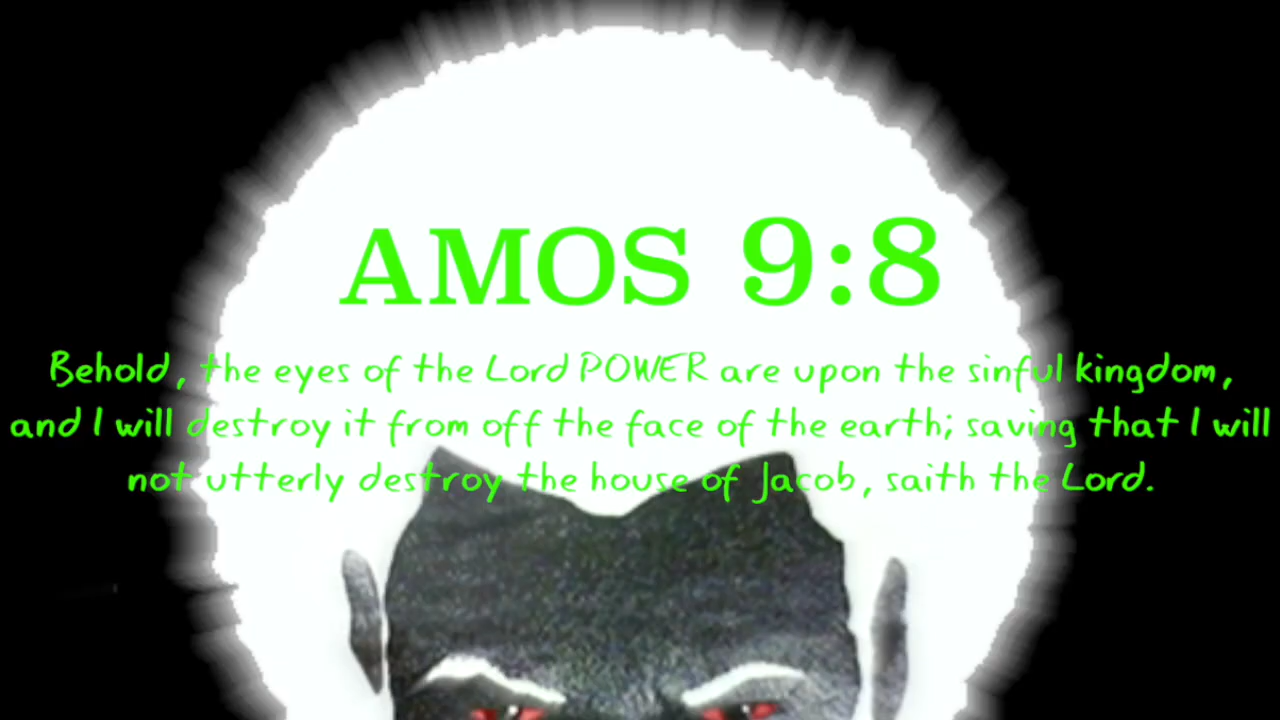 AMOS 9:8
Behold, the eyes of the Lord POWER are upon the sinful kingdom,
and I will destroy it from off the face of the earth; saving that I will
not utterly destroy the house of Jacob, saith the Lord.